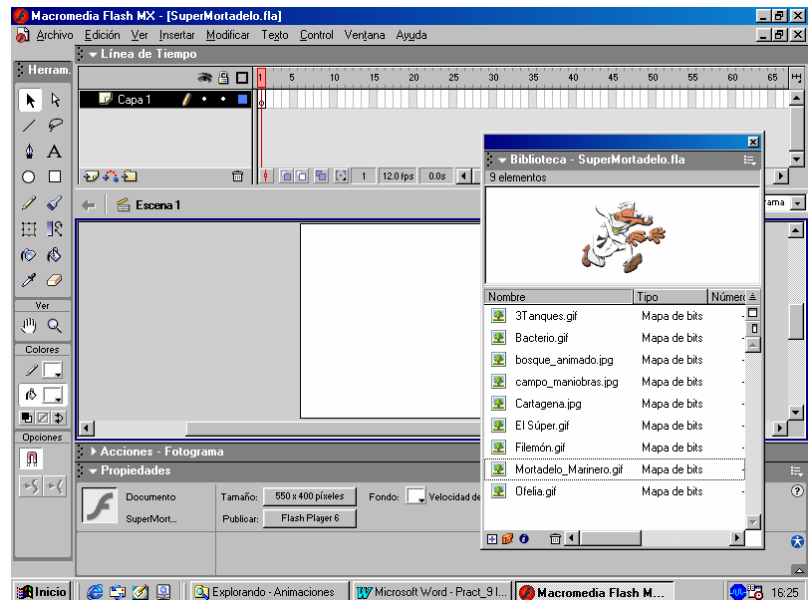 Macromedia Flash MX - [SuperMortadelo.fla]
Archivo Edición Ver Insertar Modificar Texto Control Ventana Ayuda
Línea de Tiempo
Herram.
1 5 10 15 20 25 30 35 40 45 50 55 60 65
Capa 1
1 12.0 fps 0.0s
Escena 1
Ver
Colores
Opciones
Biblioteca - SuperMortadelo.fla
9 elementos
Nombre Tipo Número
3Tanques.gif Mapa de bits -
Bacterio.gif Mapa de bits -
bosque_animado.jpg Mapa de bits -
campo_maniobras.jpg Mapa de bits -
Cartagena.jpg Mapa de bits -
El Súper.gif Mapa de bits -
Filemón.gif Mapa de bits -
Mortadelo_Marinero.gif Mapa de bits -
Ofelia.gif Mapa de bits -
Acciones - Fotograma
Propiedades
Documento Tamaño: 550 x 400 píxeles Fondo: Velocidad de
SuperMort... Publicar: Flash Player 6
Inicio Explorando - Animaciones Microsoft Word - Pract_9 I... Macromedia Flash M... 16:25